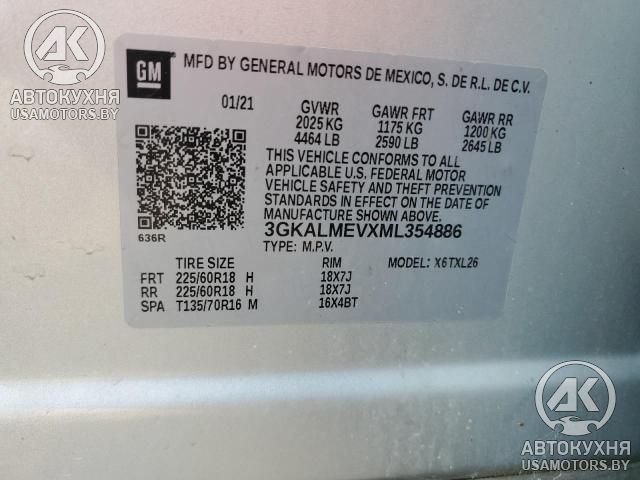 GM MFD BY GENERAL MOTORS DE MEXICO, S. DE R.L. DE C.V.
01/21 GVWR GAWR FRT GAWR RR
2025 KG 1175 KG 1200 KG
4464 LB 2590 LB 2645 LB
THIS VEHICLE CONFORMS TO ALL
APPLICABLE U.S. FEDERAL MOTOR
VEHICLE SAFETY AND THEFT PREVENTION
STANDARDS IN EFFECT ON THE DATE OF
MANUFACTURE SHOWN ABOVE.
636R
3GKALMEVXML354886
TYPE: M.P.V. MODEL: X6TXL26
TIRE SIZE RIM
FRT 225/60R18 H 18X7J
RR 225/60R18 H 18X7J
SPA T135/70R16 M 16X4BT
АК
АВТОКУХНЯ
USAMOTORS.BY
АК
АВТОКУХНЯ
USAMOTORS.BY